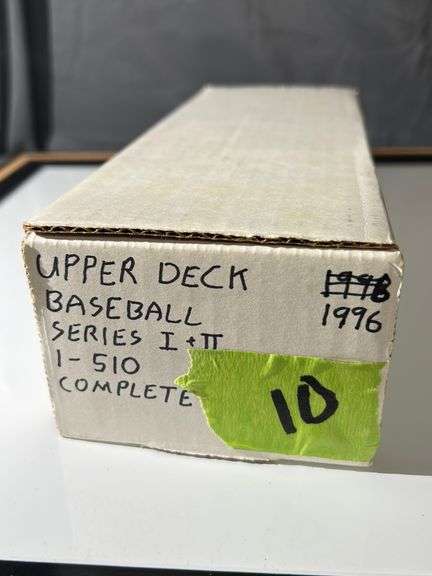 UPPER DECK
BASEBALL
SERIES I + II
1 - 510
COMPLETE
1996
10